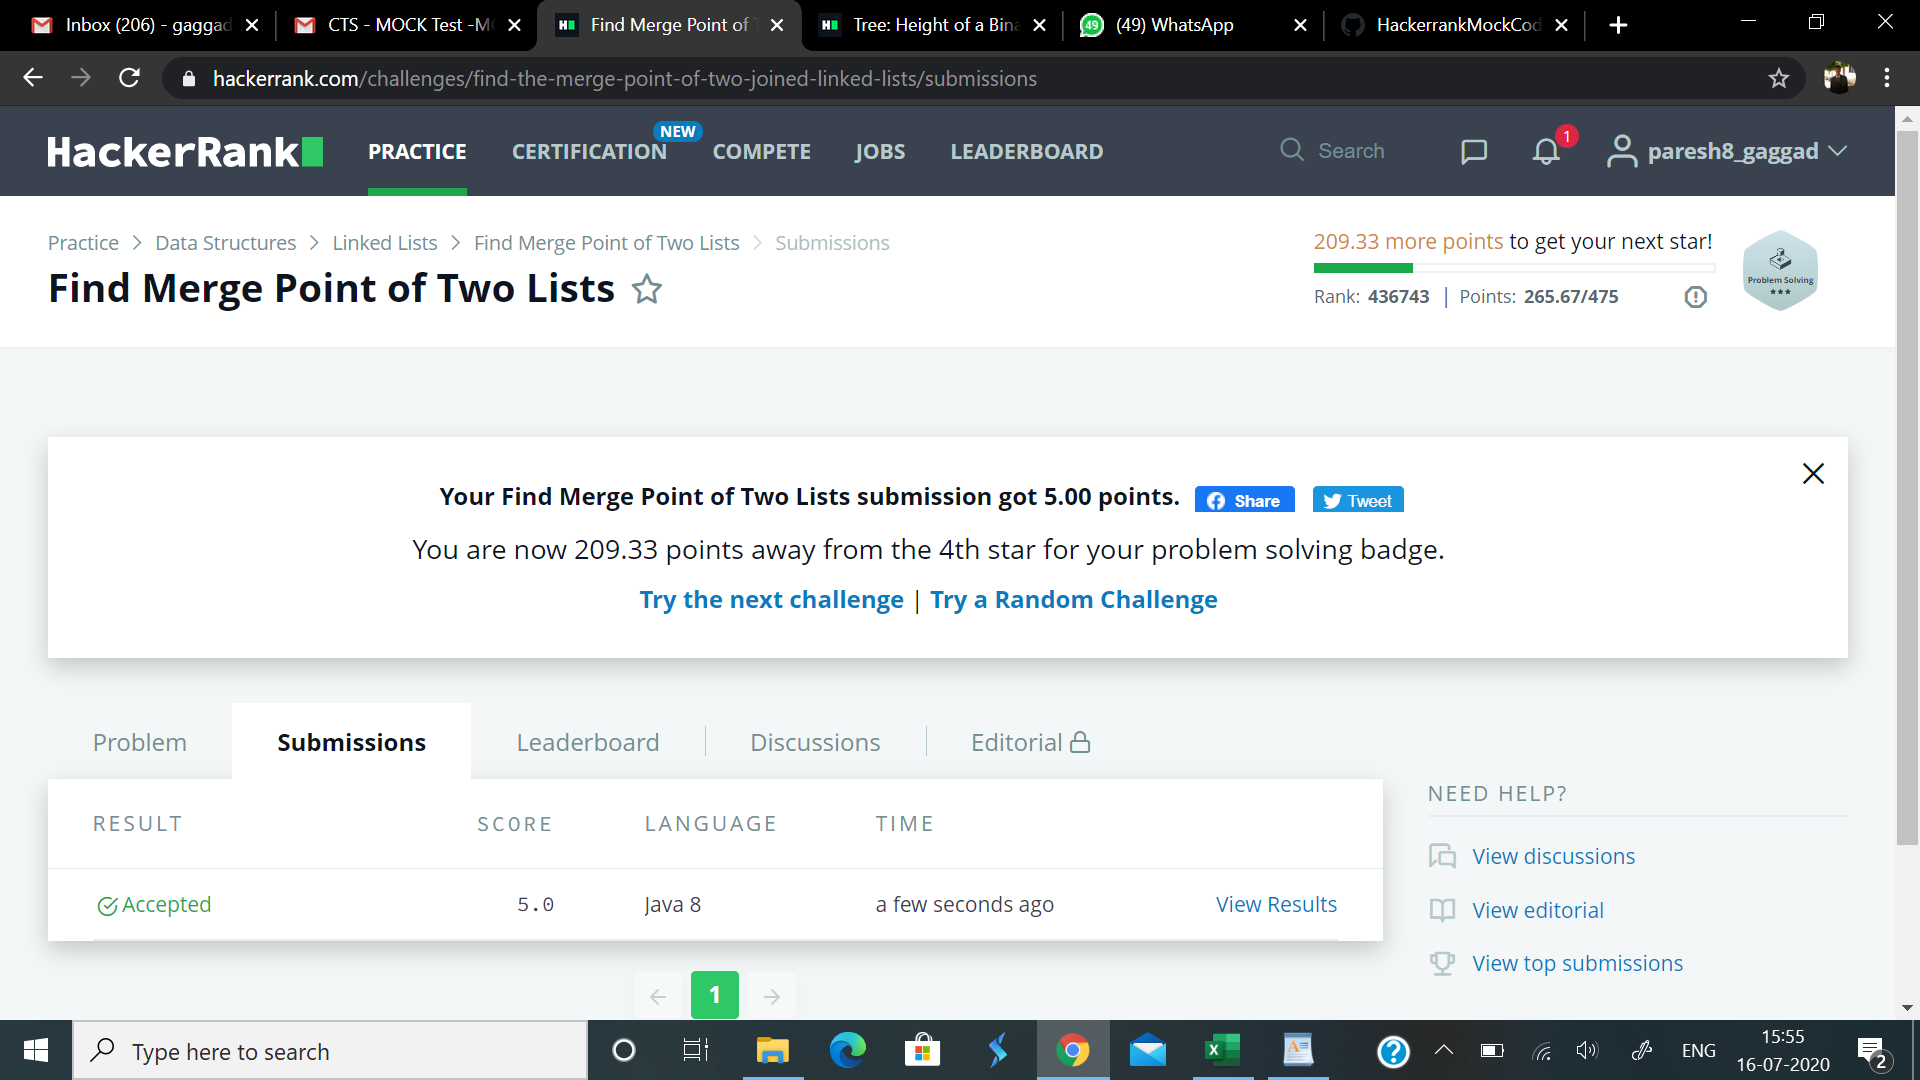 Inbox (206) - gaggad
CTS - MOCK Test -M
Find Merge Point of
Tree: Height of a Bina
49 (49) WhatsApp
HackerrankMockCod
hackerrank.com/challenges/find-the-merge-point-of-two-joined-linked-lists/submissions
HackerRank
PRACTICE
CERTIFICATION
NEW
COMPETE
JOBS
LEADERBOARD
Search
1
paresh8_gaggad
Practice > Data Structures > Linked Lists > Find Merge Point of Two Lists > Submissions
Find Merge Point of Two Lists
209.33 more points to get your next star!
Rank: 436743 | Points: 265.67/475
Problem Solving
Your Find Merge Point of Two Lists submission got 5.00 points.
Share
Tweet
You are now 209.33 points away from the 4th star for your problem solving badge.
Try the next challenge | Try a Random Challenge
Problem
Submissions
Leaderboard
Discussions
Editorial
RESULT SCORE LANGUAGE TIME
Accepted 5.0 Java 8 a few seconds ago View Results
1
NEED HELP?
View discussions
View editorial
View top submissions
Type here to search
ENG
15:55
16-07-2020
2